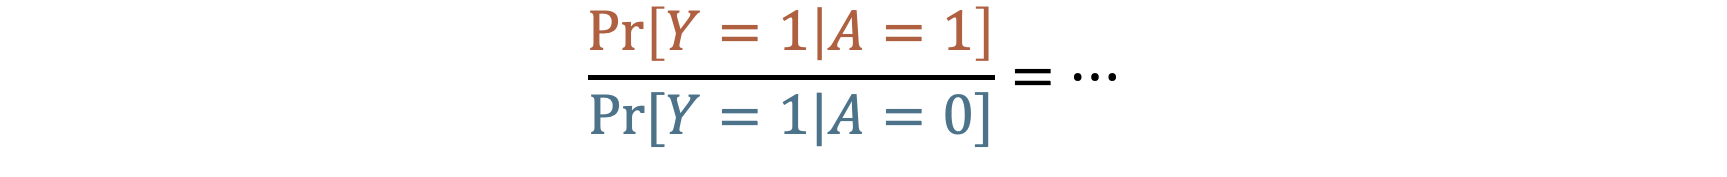 Pr[Y = 1|A = 1]
Pr[Y = 1|A = 0] = ⋯